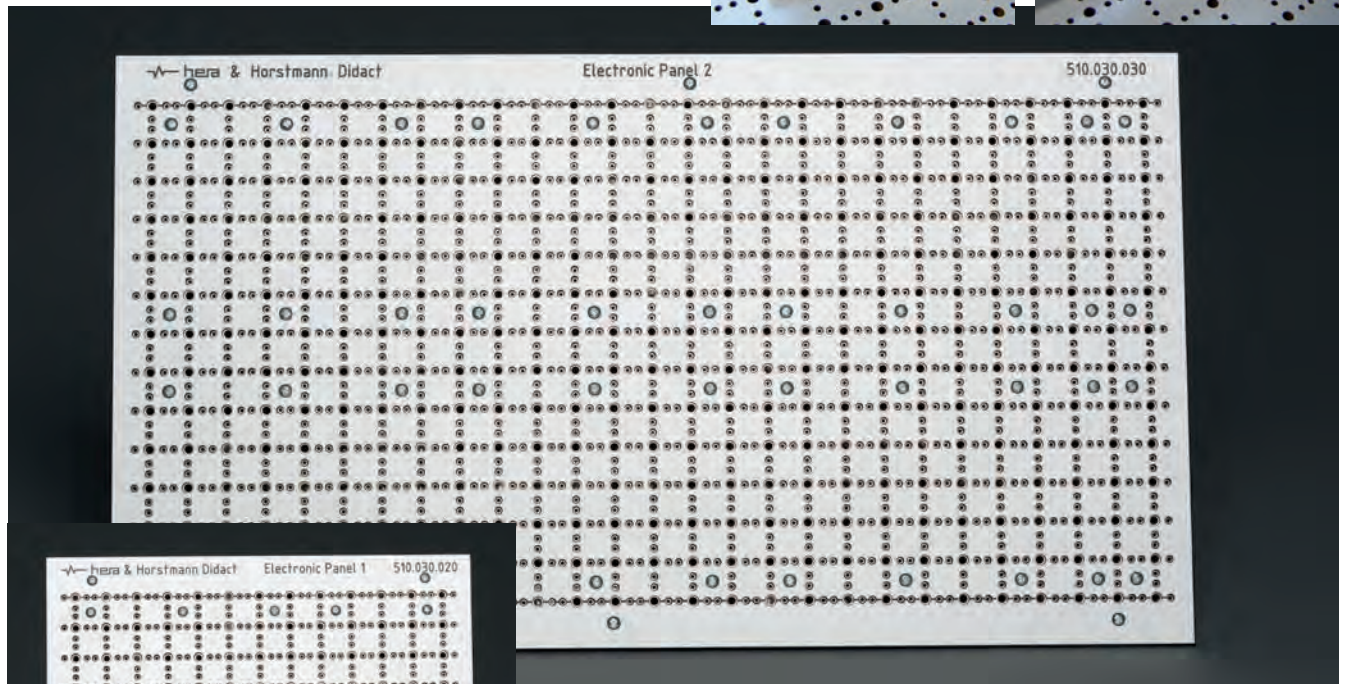 hera & Horstmann Didact Electronic Panel 2 510.030.030
hera & Horstmann Didact Electronic Panel 1 510.030.020